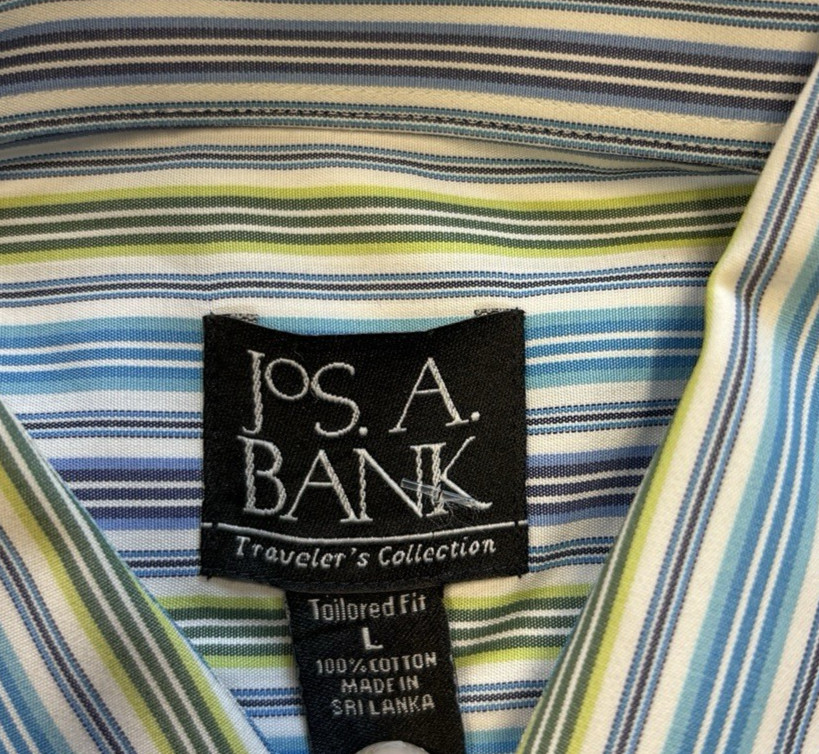 JOS. A.
BANK
Traveler's Collection
Tailored Fit
L
100% COTTON
MADE IN
SRI LANKA